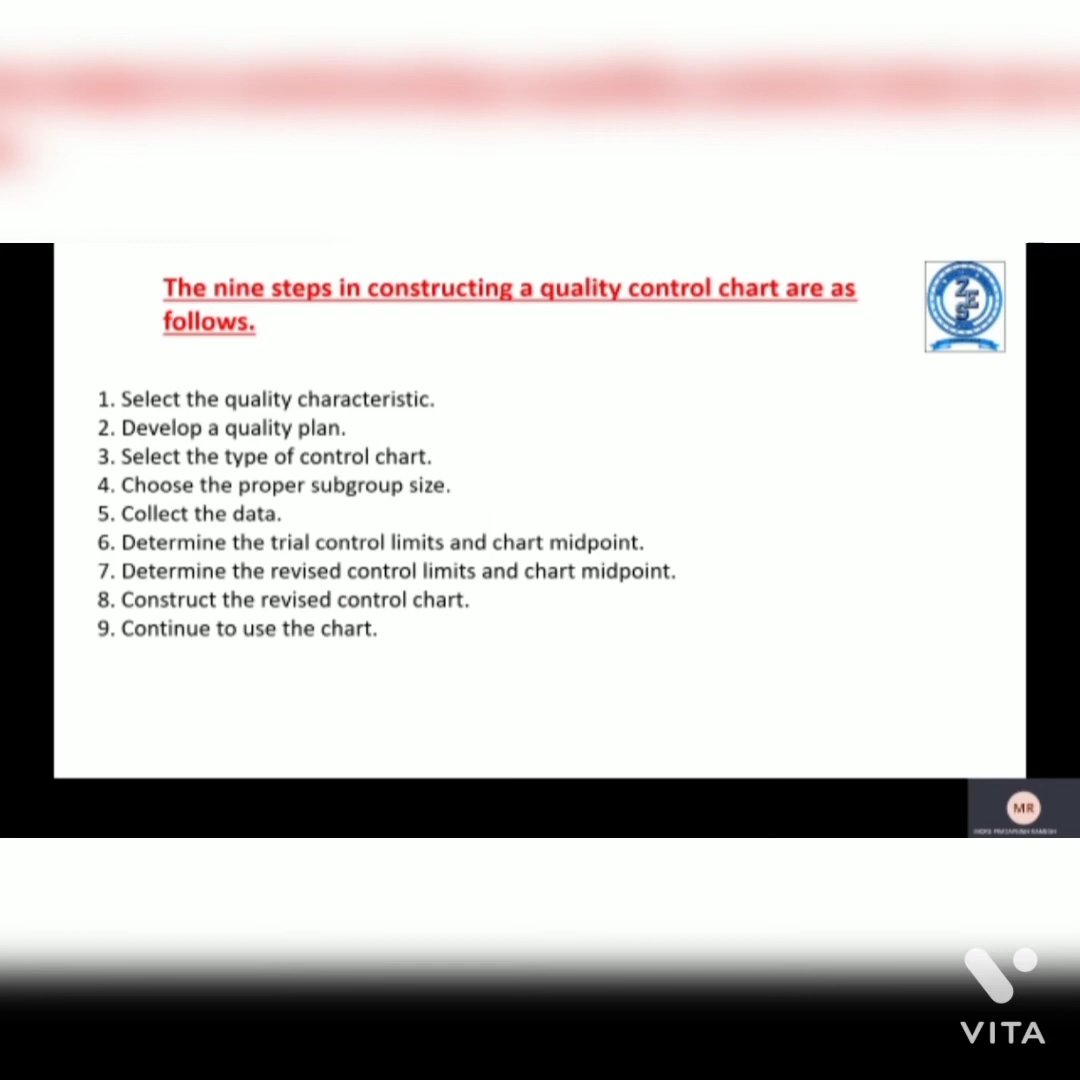 The nine steps in constructing a quality control chart are as
follows.
ZES
1. Select the quality characteristic.
2. Develop a quality plan.
3. Select the type of control chart.
4. Choose the proper subgroup size.
5. Collect the data.
6. Determine the trial control limits and chart midpoint.
7. Determine the revised control limits and chart midpoint.
8. Construct the revised control chart.
9. Continue to use the chart.
MR
VITA